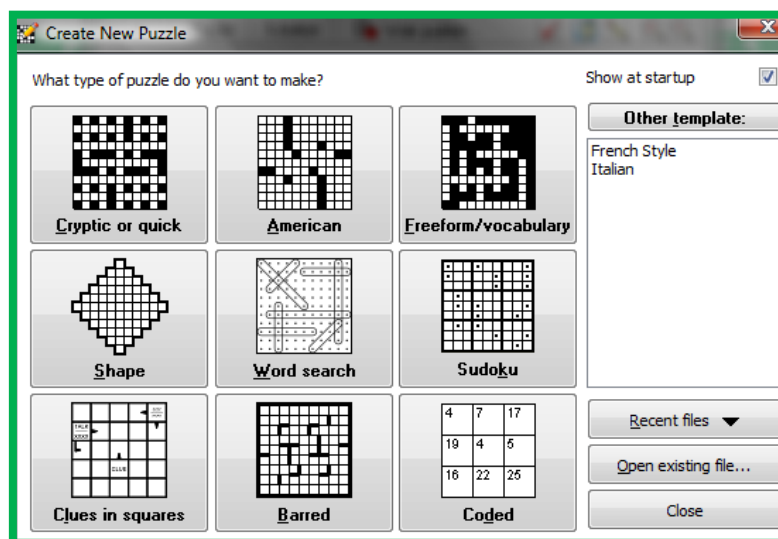 Create New Puzzle
What type of puzzle do you want to make?
Show at startup
Other template:
French Style
Italian
Cryptic or quick
American
Freeform/vocabulary
Shape
Word search
Sudoku
TALK
CLUE
4 7 17
19 4 5
16 22 25
Clues in squares
Barred
Coded
Recent files
Open existing file...
Close